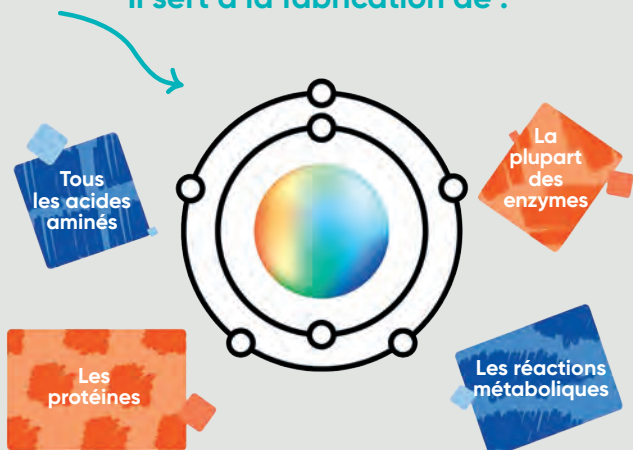 Il sert à la fabrication de :
Tous
les acides
aminés
La
plupart
des
enzymes
Les
protéines
Les réactions
métaboliques